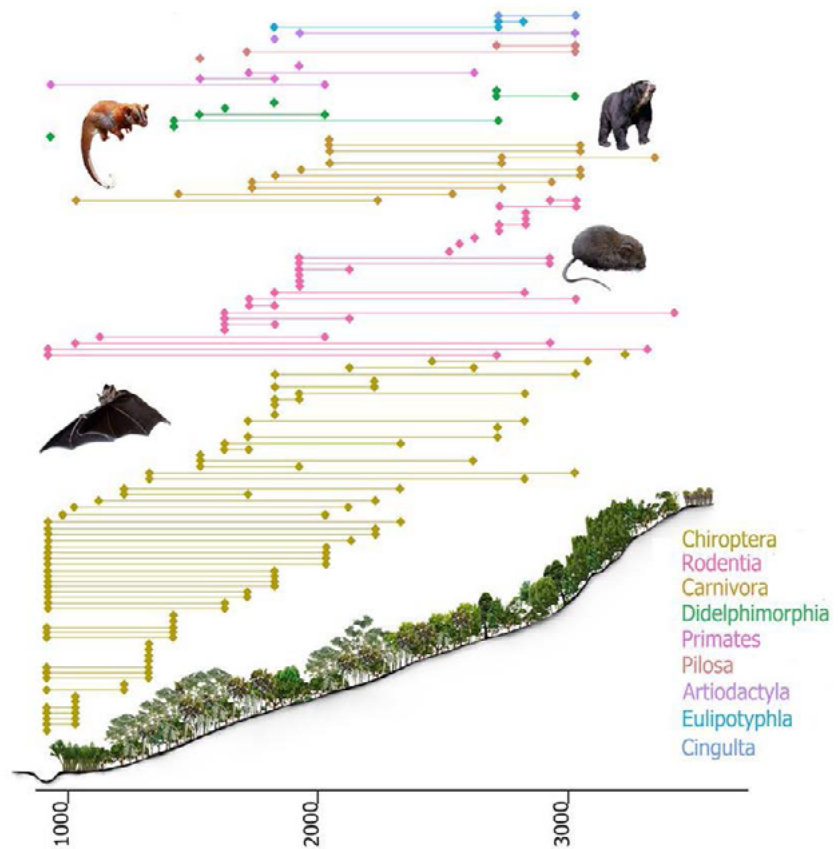 Chiroptera
Rodentia
Carnivora
Didelphimorphia
Primates
Pilosa
Artiodactyla
Eulipotyphla
Cingulta
1000
2000
3000